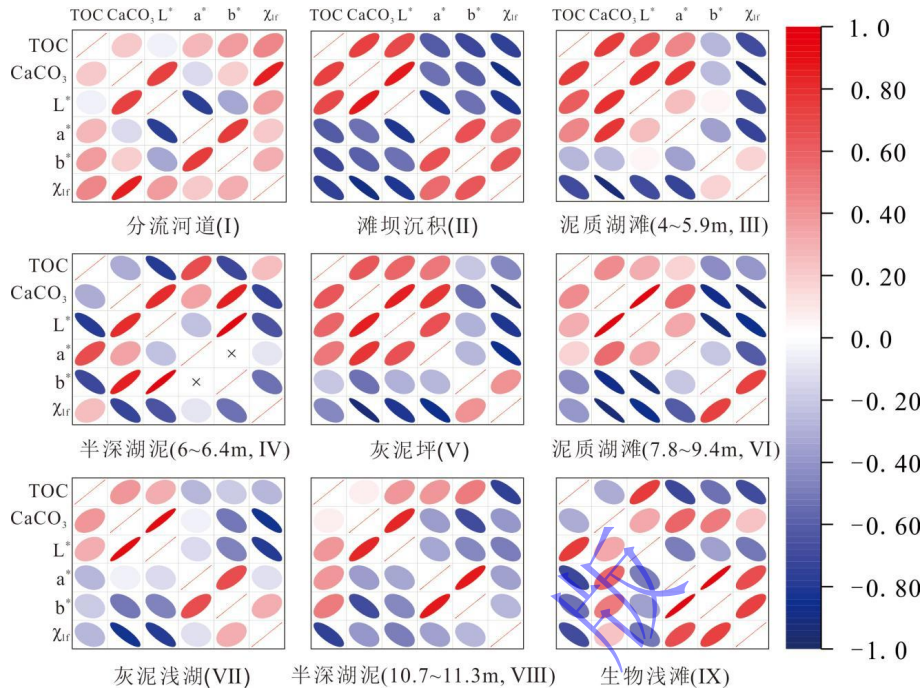 TOC CaCO₃ L* a* b* χlf TOC CaCO₃ L* a* b* χlf TOC CaCO₃ L* a* b* χlf
TOC
CaCO₃
L*
a*
b*
χlf
分流河道(I) 滩坝沉积(II) 泥质湖滩(4~5.9m, III)
TOC
CaCO₃
L*
a*
×
b*
×
χlf
半深湖泥(6~6.4m, IV) 灰泥坪(V) 泥质湖滩(7.8~9.4m, VI)
TOC
CaCO₃
L*
a*
b*
χlf
灰泥浅湖(VII) 半深湖泥(10.7~11.3m, VIII) 生物浅滩(IX)
1.0
0.80
0.60
0.40
0.20
0.0
-0.20
-0.40
-0.60
-0.80
-1.0